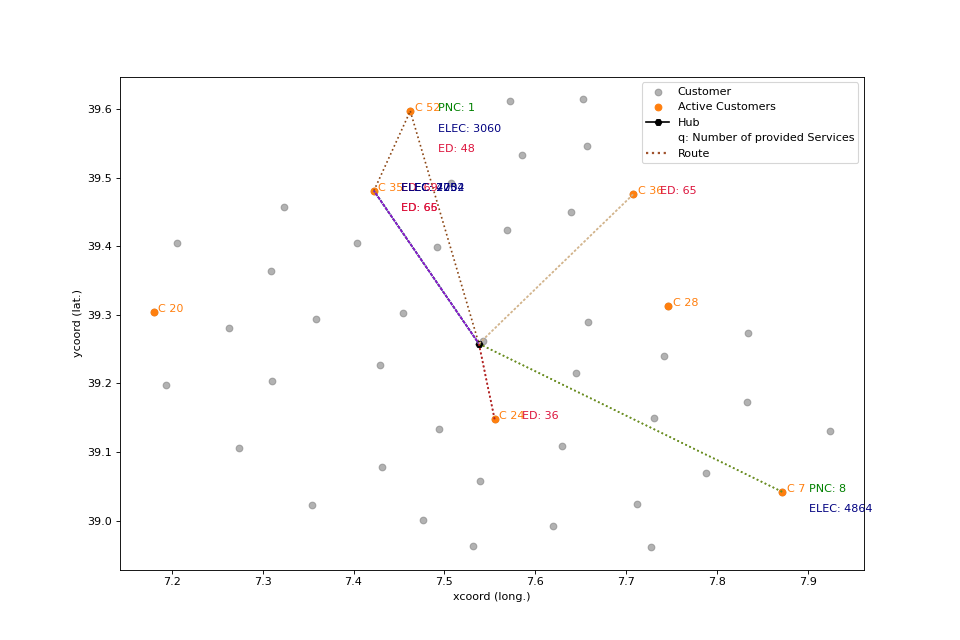 Customer
Active Customers
Hub
q: Number of provided Services
Route
C 52
PNC: 1
ELEC: 3060
ED: 48
C 35
C 36
ED: 65
C 20
C 28
C 24
ED: 36
C 7
PNC: 8
ELEC: 4864
39.6
39.5
39.4
39.3
39.2
39.1
39.0
ycoord (lat.)
7.2
7.3
7.4
7.5
7.6
7.7
7.8
7.9
xcoord (long.)